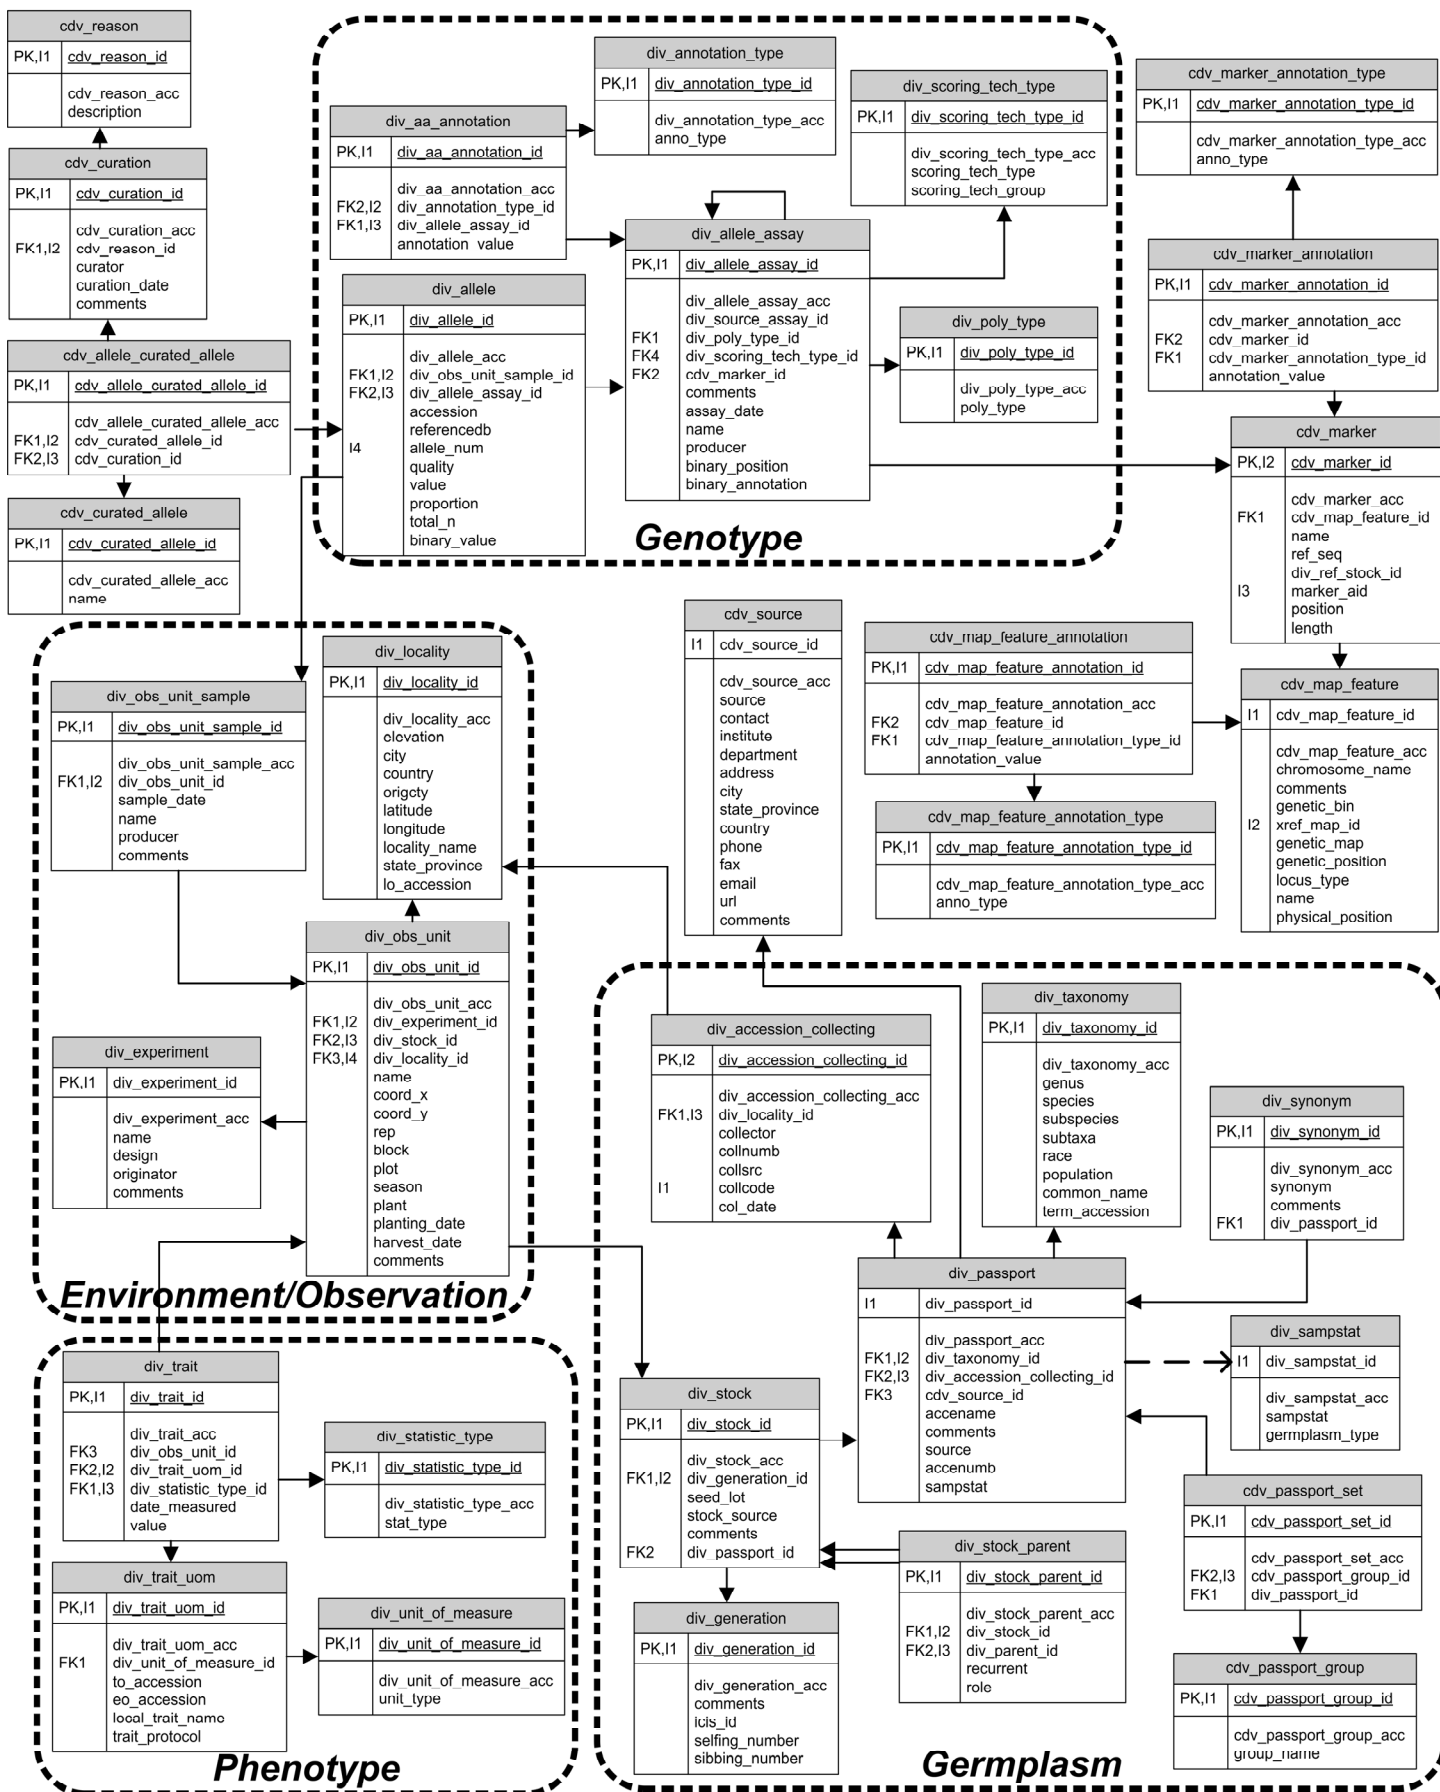 cdv_reason
PK,I1 cdv_reason_id
cdv_reason_acc
description
cdv_curation
PK,I1 cdv_curation_id
cdv_curation_acc
FK1,I2 cdv_reason_id
curator
curation_date
comments
cdv_allele_curated_allele
PK,I1 cdv_allele_curated_allele_id
cdv_allele_curated_allele_acc
FK1,I2 cdv_curated_allele_id
FK2,I3 cdv_curation_id
cdv_curated_allele
PK,I1 cdv_curated_allele_id
cdv_curated_allele_acc
name
div_annotation_type
PK,I1 div_annotation_type_id
div_annotation_type_acc
anno_type
div_aa_annotation
PK,I1 div_aa_annotation_id
div_aa_annotation_acc
FK2,I2 div_annotation_type_id
FK1,I3 div_allele_assay_id
annotation_value
div_scoring_tech_type
PK,I1 div_scoring_tech_type_id
div_scoring_tech_type_acc
scoring_tech_type
scoring_tech_group
div_allele
PK,I1 div_allele_id
div_allele_acc
FK1,I2 div_obs_unit_sample_id
FK2,I3 div_allele_assay_id
accession
referencedb
I4 allele_num
quality
value
proportion
total_n
binary_value
div_allele_assay
PK,I1 div_allele_assay_id
div_allele_assay_acc
div_source_assay_id
FK1 div_poly_type_id
FK4 div_scoring_tech_type_id
FK2 cdv_marker_id
comments
assay_date
name
producer
binary_position
binary_annotation
div_poly_type
PK,I1 div_poly_type_id
div_poly_type_acc
poly_type
Genotype
cdv_marker_annotation_type
PK,I1 cdv_marker_annotation_type_id
cdv_marker_annotation_type_acc
anno_type
cdv_marker_annotation
PK,I1 cdv_marker_annotation_id
cdv_marker_annotation_acc
FK2 cdv_marker_id
FK1 cdv_marker_annotation_type_id
annotation_value
cdv_marker
PK,I2 cdv_marker_id
cdv_marker_acc
FK1 cdv_map_feature_id
name
ref_seq
div_ref_stock_id
I3 marker_aid
position
length
cdv_map_feature
I1 cdv_map_feature_id
cdv_map_feature_acc
chromosome_name
comments
genetic_bin
I2 xref_map_id
genetic_map
genetic_position
locus_type
name
physical_position
cdv_map_feature_annotation
PK,I1 cdv_map_feature_annotation_id
cdv_map_feature_annotation_acc
FK2 cdv_map_feature_id
FK1 cdv_map_feature_annotation_type_id
annotation_value
cdv_map_feature_annotation_type
PK,I1 cdv_map_feature_annotation_type_id
cdv_map_feature_annotation_type_acc
anno_type
cdv_source
I1 cdv_source_id
cdv_source_acc
source
contact
institute
department
address
city
state_province
country
phone
fax
email
url
comments
div_obs_unit_sample
PK,I1 div_obs_unit_sample_id
div_obs_unit_sample_acc
FK1,I2 div_obs_unit_id
sample_date
name
producer
comments
div_locality
PK,I1 div_locality_id
div_locality_acc
elevation
city
country
origcty
latitude
longitude
locality_name
state_province
lo_accession
div_obs_unit
PK,I1 div_obs_unit_id
div_obs_unit_acc
FK1,I2 div_experiment_id
FK2,I3 div_stock_id
FK3,I4 div_locality_id
name
coord_x
coord_y
rep
block
plot
season
plant
planting_date
harvest_date
comments
div_experiment
PK,I1 div_experiment_id
div_experiment_acc
name
design
originator
comments
Environment/Observation
div_trait
PK,I1 div_trait_id
div_trait_acc
FK3 div_obs_unit_id
FK2,I2 div_trait_uom_id
FK1,I3 div_statistic_type_id
date_measured
value
div_statistic_type
PK,I1 div_statistic_type_id
div_statistic_type_acc
stat_type
div_trait_uom
PK,I1 div_trait_uom_id
div_trait_uom_acc
FK1 div_unit_of_measure_id
to_accession
eo_accession
local_trait_name
trait_protocol
div_unit_of_measure
PK,I1 div_unit_of_measure_id
div_unit_of_measure_acc
unit_type
Phenotype
div_accession_collecting
PK,I2 div_accession_collecting_id
div_accession_collecting_acc
FK1,I3 div_locality_id
collector
collnumb
collsrc
I1 collcode
col_date
div_taxonomy
PK,I1 div_taxonomy_id
div_taxonomy_acc
genus
species
subspecies
subtaxa
race
population
common_name
term_accession
div_synonym
PK,I1 div_synonym_id
div_synonym_acc
synonym
comments
FK1 div_passport_id
div_passport
I1 div_passport_id
div_passport_acc
FK1,I2 div_taxonomy_id
FK2,I3 div_accession_collecting_id
FK3 cdv_source_id
accename
comments
source
accenumb
sampstat
div_sampstat
I1 div_sampstat_id
div_sampstat_acc
sampstat
germplasm_type
div_stock
PK,I1 div_stock_id
div_stock_acc
FK1,I2 div_generation_id
seed_lot
stock_source
comments
FK2 div_passport_id
div_stock_parent
PK,I1 div_stock_parent_id
div_stock_parent_acc
FK1,I2 div_stock_id
FK2,I3 div_parent_id
recurrent
role
div_generation
PK,I1 div_generation_id
div_generation_acc
comments
icis_id
selfing_number
sibbing_number
cdv_passport_set
PK,I1 cdv_passport_set_id
cdv_passport_set_acc
FK2,I3 cdv_passport_group_id
FK1 div_passport_id
cdv_passport_group
PK,I1 cdv_passport_group_id
cdv_passport_group_acc
group_name
Germplasm